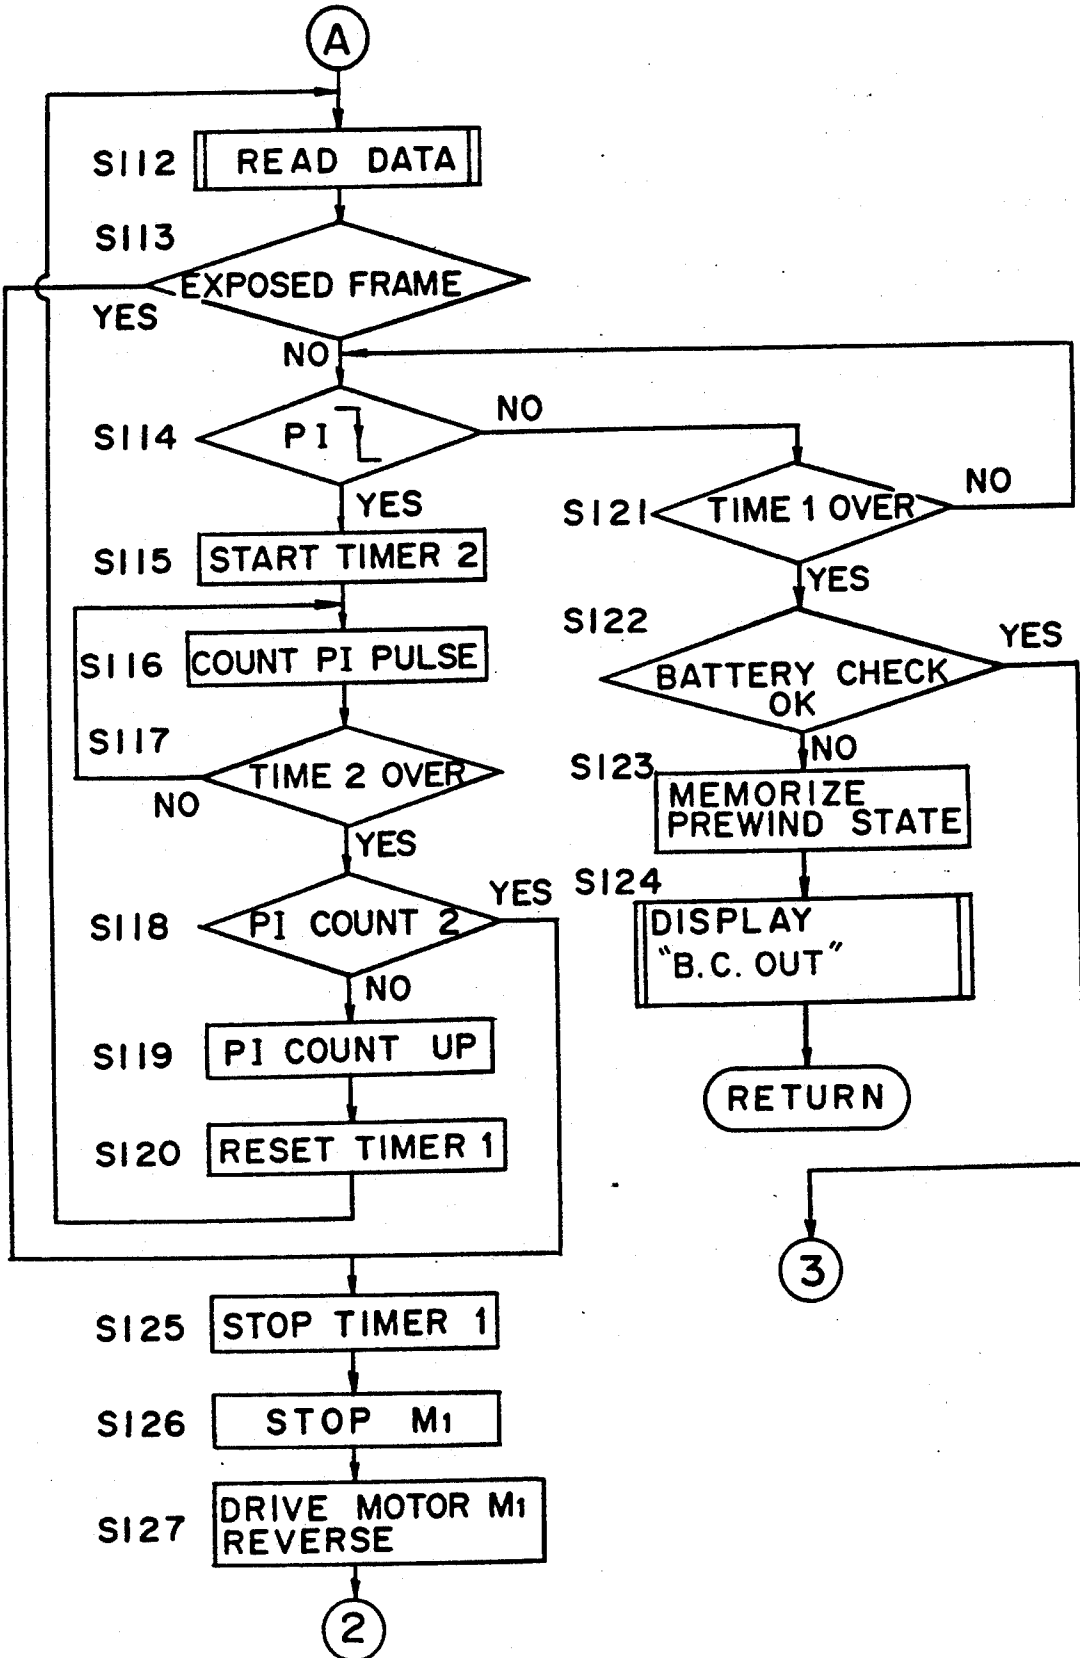 A
S112 READ DATA
S113
EXPOSED FRAME
YES
NO
S114 PI
NO
YES
S115 START TIMER 2
S116 COUNT PI PULSE
S117
TIME 2 OVER
NO
YES
S118 PI COUNT 2
YES
NO
S119 PI COUNT UP
S120 RESET TIMER 1
S121 TIME 1 OVER
NO
YES
S122
BATTERY CHECK
OK
YES
NO
S123
MEMORIZE
PREWIND STATE
S124
DISPLAY
"B.C. OUT"
RETURN
3
S125 STOP TIMER 1
S126 STOP M1
S127
DRIVE MOTOR M1
REVERSE
2